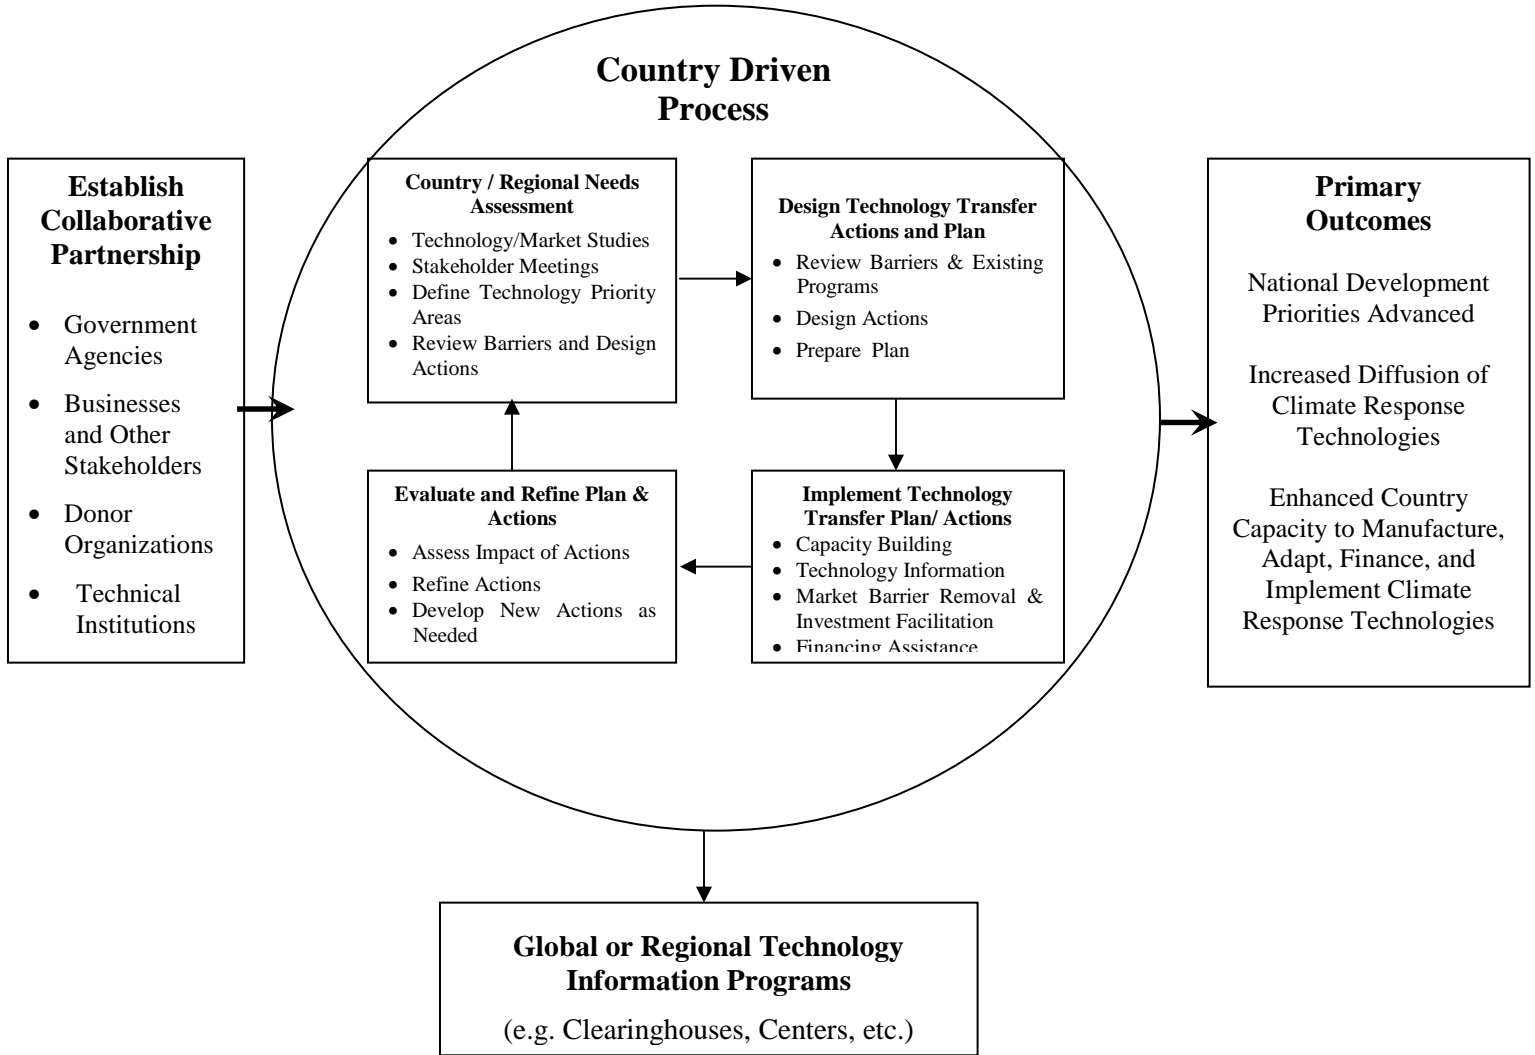 Country Driven
Process
Establish
Collaborative
Partnership
• Government
Agencies
• Businesses
and Other
Stakeholders
• Donor
Organizations
• Technical
Institutions
Country / Regional Needs
Assessment
• Technology/Market Studies
• Stakeholder Meetings
• Define Technology Priority
Areas
• Review Barriers and Design
Actions
Design Technology Transfer
Actions and Plan
• Review Barriers & Existing
Programs
• Design Actions
• Prepare Plan
Implement Technology
Transfer Plan/ Actions
• Capacity Building
• Technology Information
• Market Barrier Removal &
Investment Facilitation
• Financing Assistance
Evaluate and Refine Plan &
Actions
• Assess Impact of Actions
• Refine Actions
• Develop New Actions as
Needed
Primary
Outcomes
National Development
Priorities Advanced
Increased Diffusion of
Climate Response
Technologies
Enhanced Country
Capacity to Manufacture,
Adapt, Finance, and
Implement Climate
Response Technologies
Global or Regional Technology
Information Programs
(e.g. Clearinghouses, Centers, etc.)